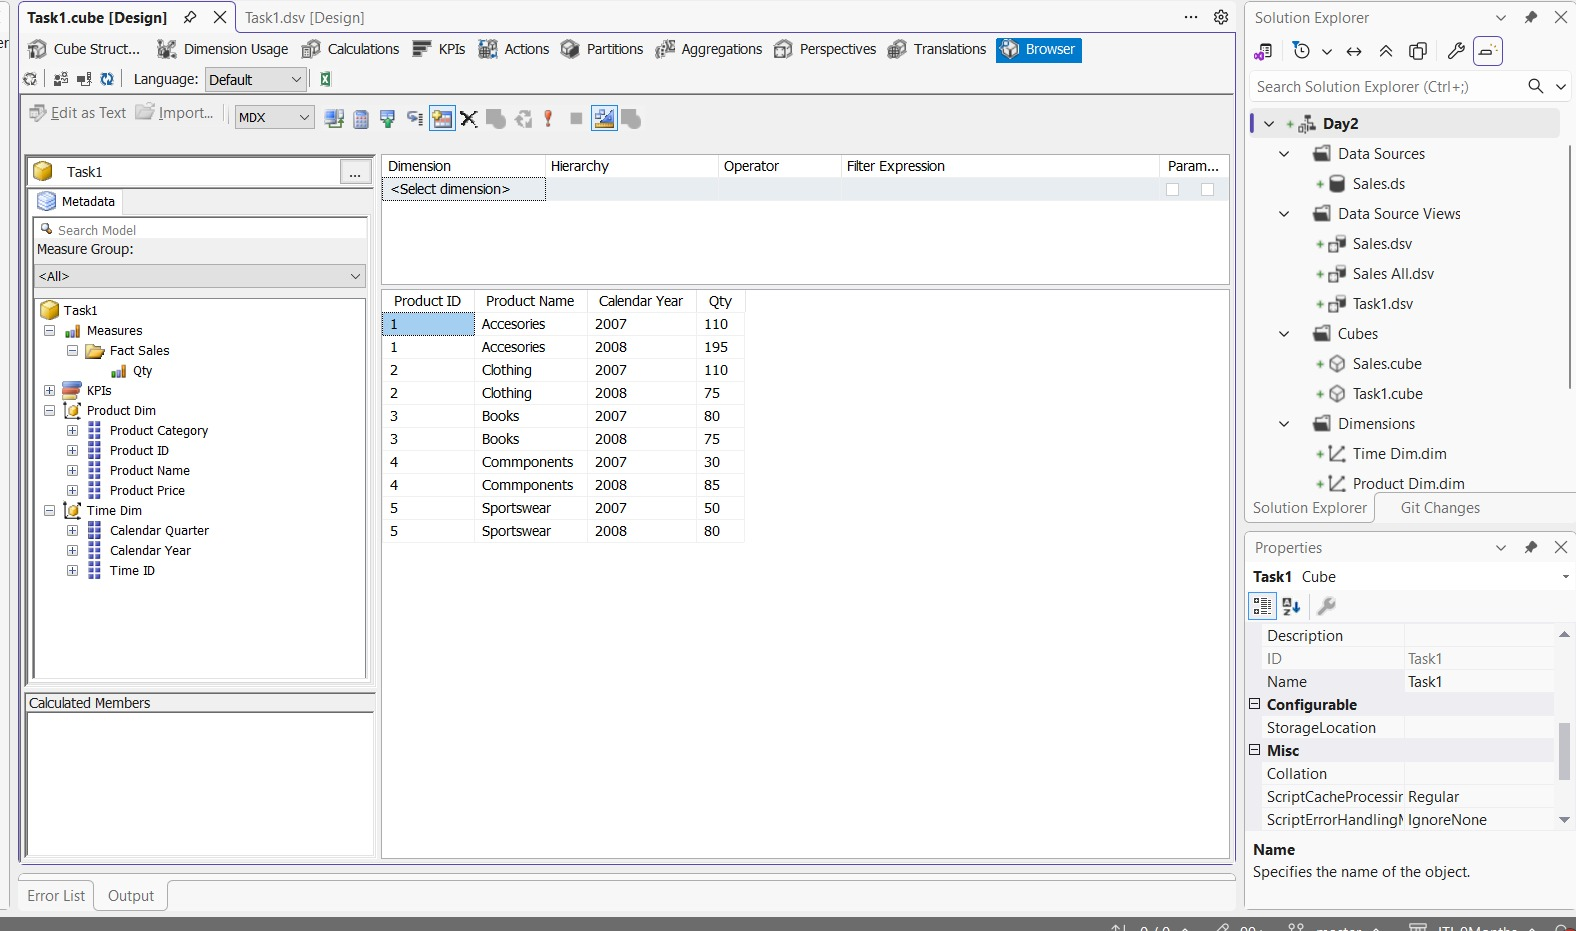 Task1.cube [Design]
Task1.dsv [Design]
Cube Struct...
Dimension Usage
Calculations
KPIs
Actions
Partitions
Aggregations
Perspectives
Translations
Browser
Language:
Default
Edit as Text
Import...
MDX
Task1
...
Metadata
Search Model
Measure Group:
<All>
Task1
Measures
Fact Sales
Qty
KPIs
Product Dim
Product Category
Product ID
Product Name
Product Price
Time Dim
Calendar Quarter
Calendar Year
Time ID
Calculated Members
Dimension Hierarchy Operator Filter Expression Param...
<Select dimension>
Product ID Product Name Calendar Year Qty
1 Accesories 2007 110
1 Accesories 2008 195
2 Clothing 2007 110
2 Clothing 2008 75
3 Books 2007 80
3 Books 2008 75
4 Commponents 2007 30
4 Commponents 2008 85
5 Sportswear 2007 50
5 Sportswear 2008 80
Error List
Output
Solution Explorer
Search Solution Explorer (Ctrl+;)
Day2
Data Sources
Sales.ds
Data Source Views
Sales.dsv
Sales All.dsv
Task1.dsv
Cubes
Sales.cube
Task1.cube
Dimensions
Time Dim.dim
Product Dim.dim
Solution Explorer
Git Changes
Properties
Task1 Cube
Description
ID Task1
Name Task1
Configurable
StorageLocation
Misc
Collation
ScriptCacheProcessin Regular
ScriptErrorHandlingM IgnoreNone
Name
Specifies the name of the object.